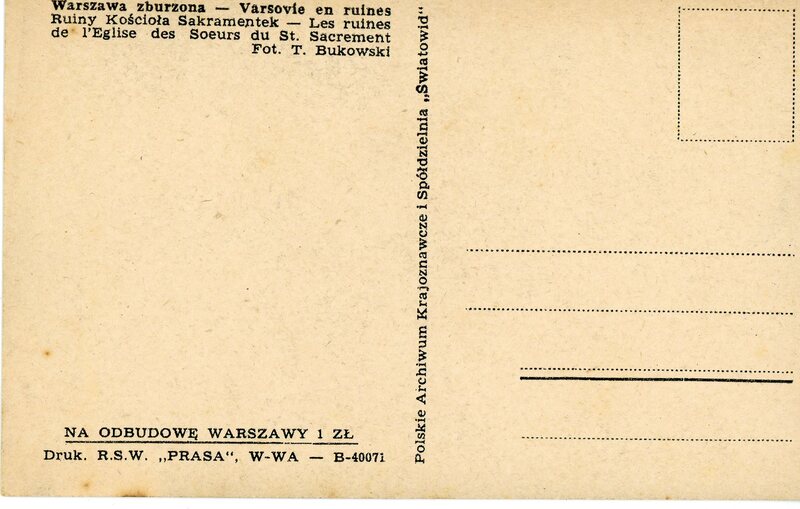 Warszawa zburzona — Varsovie en ruines
Ruiny Kościoła Sakramentek — Les ruines
de l'Eglise des Soeurs du St. Sacrement
Fot. T. Bukowski
Polskie Archiwum Krajoznawcze i Spółdzielnia „Światowid“
NA ODBUDOWĘ WARSZAWY 1 ZŁ
Druk. R.S.W. „PRASA“, W-WA — B-40071